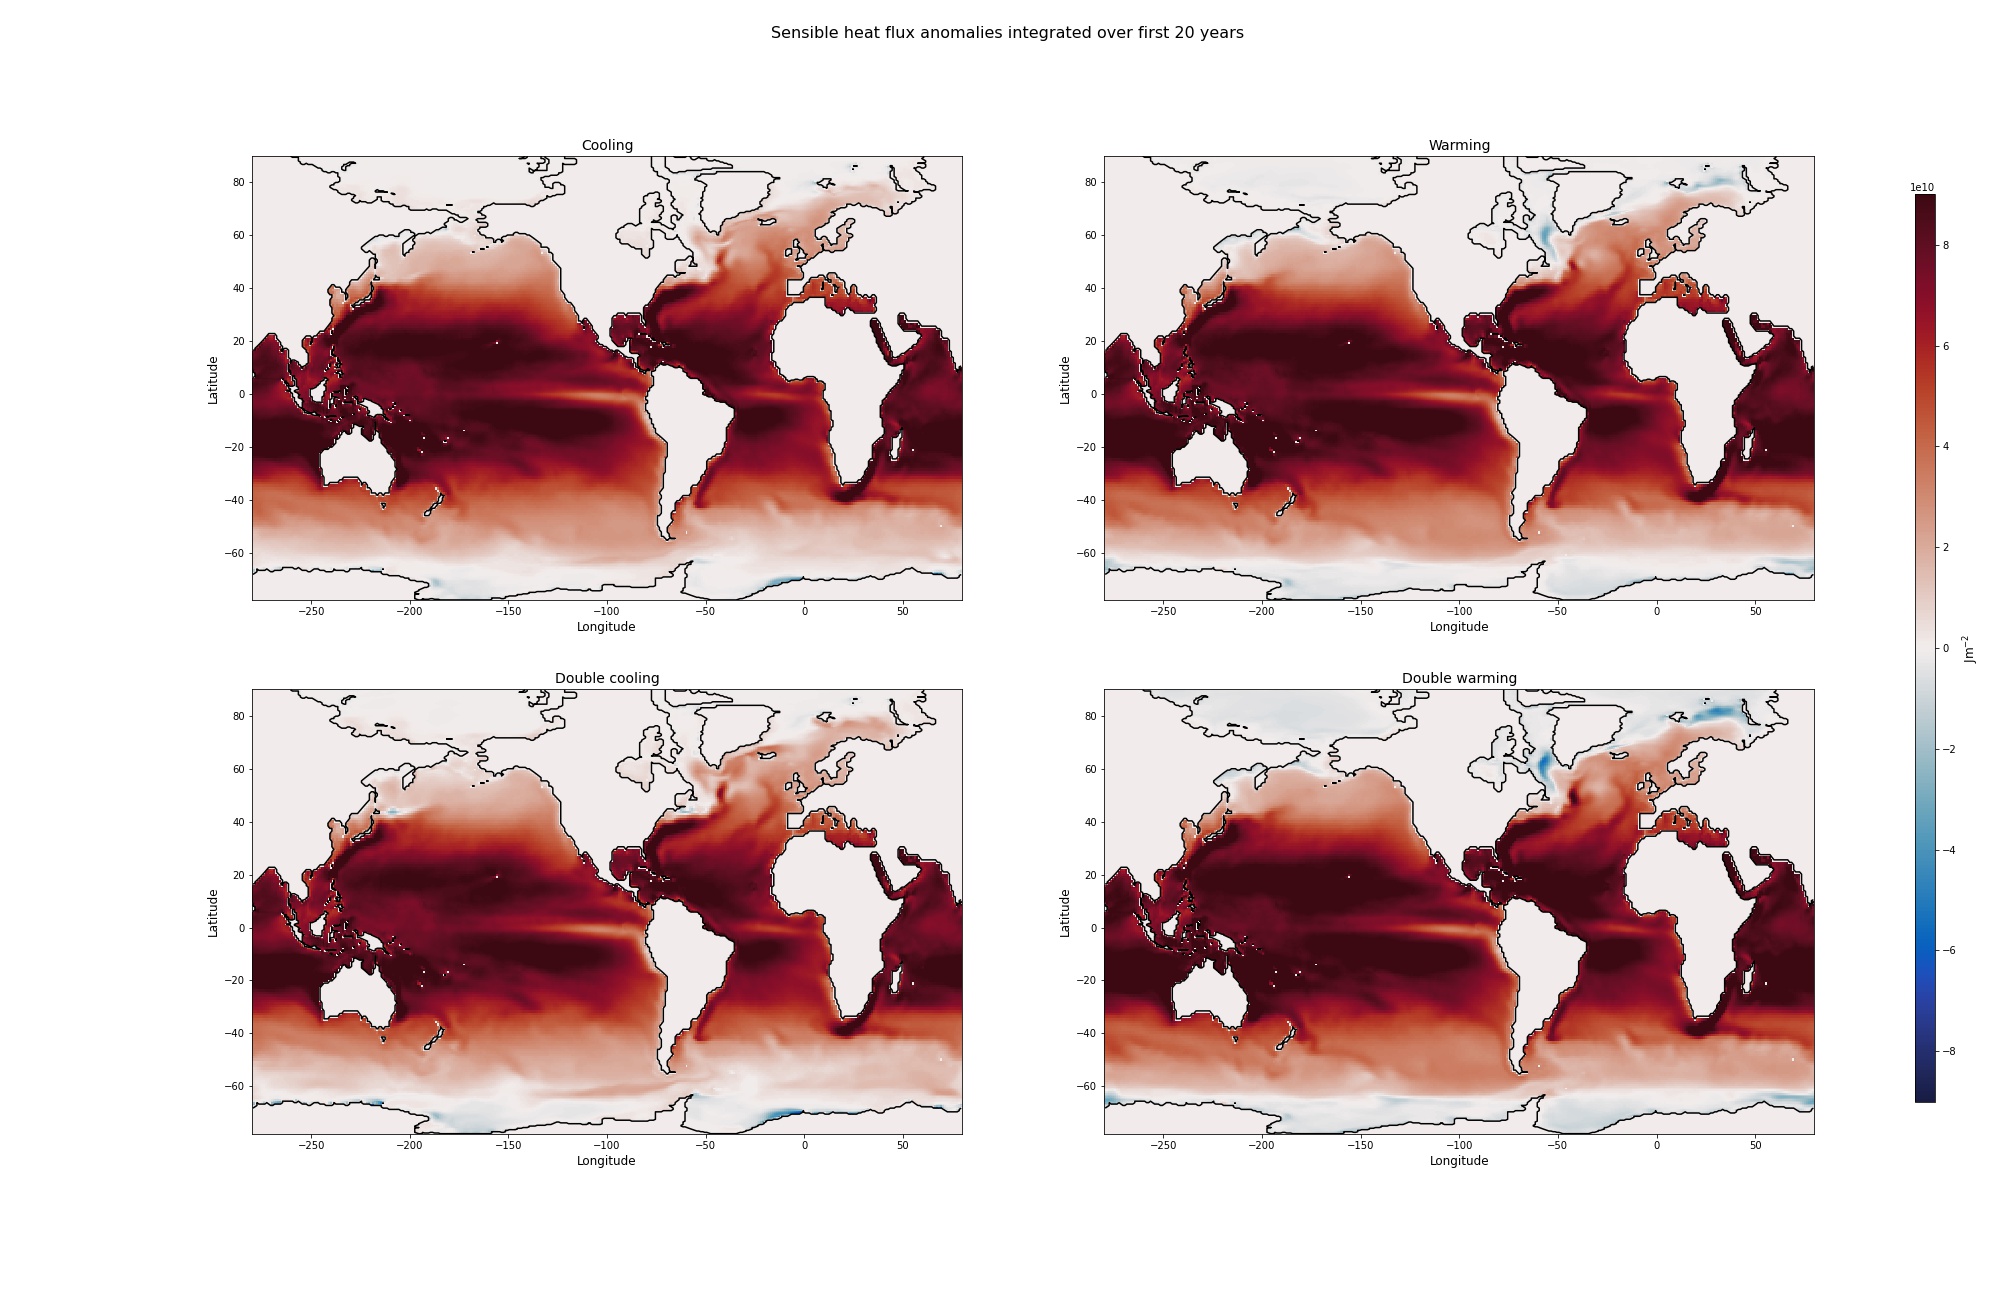 Sensible heat flux anomalies integrated over first 20 years
Cooling
80
60
40
20
0
−20
−40
−60
Latitude
−250 −200 −150 −100 −50 0 50
Longitude
Warming
80
60
40
20
0
−20
−40
−60
Latitude
−250 −200 −150 −100 −50 0 50
Longitude
Double cooling
80
60
40
20
0
−20
−40
−60
Latitude
−250 −200 −150 −100 −50 0 50
Longitude
Double warming
80
60
40
20
0
−20
−40
−60
Latitude
−250 −200 −150 −100 −50 0 50
Longitude
1e10
8
6
4
2
0
−2
−4
−6
−8
Jm⁻²